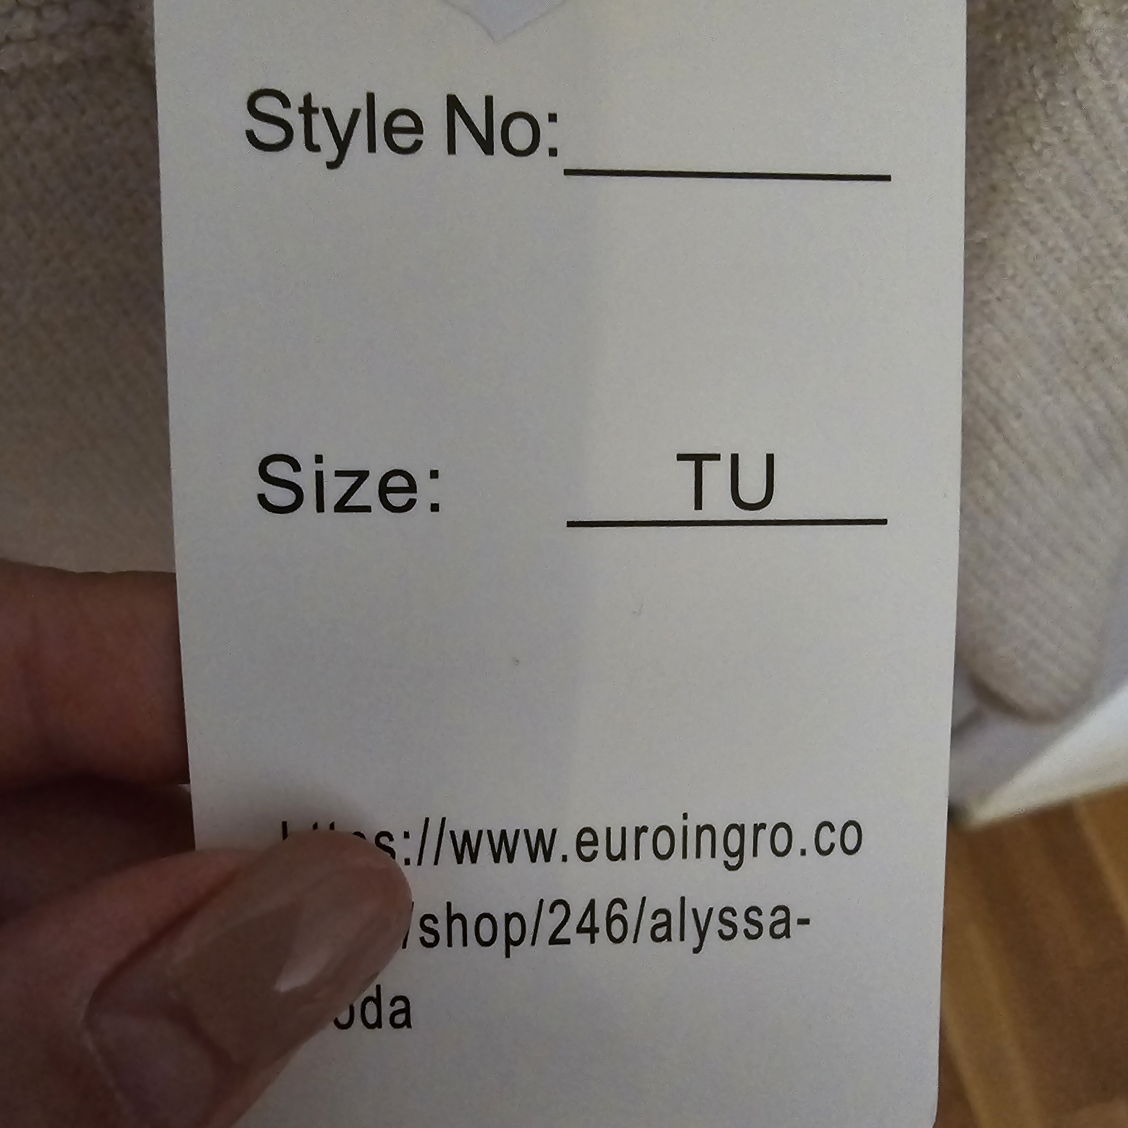 Style No:
Size: TU
s://www.euroingro.co
/shop/246/alyssa-
oda